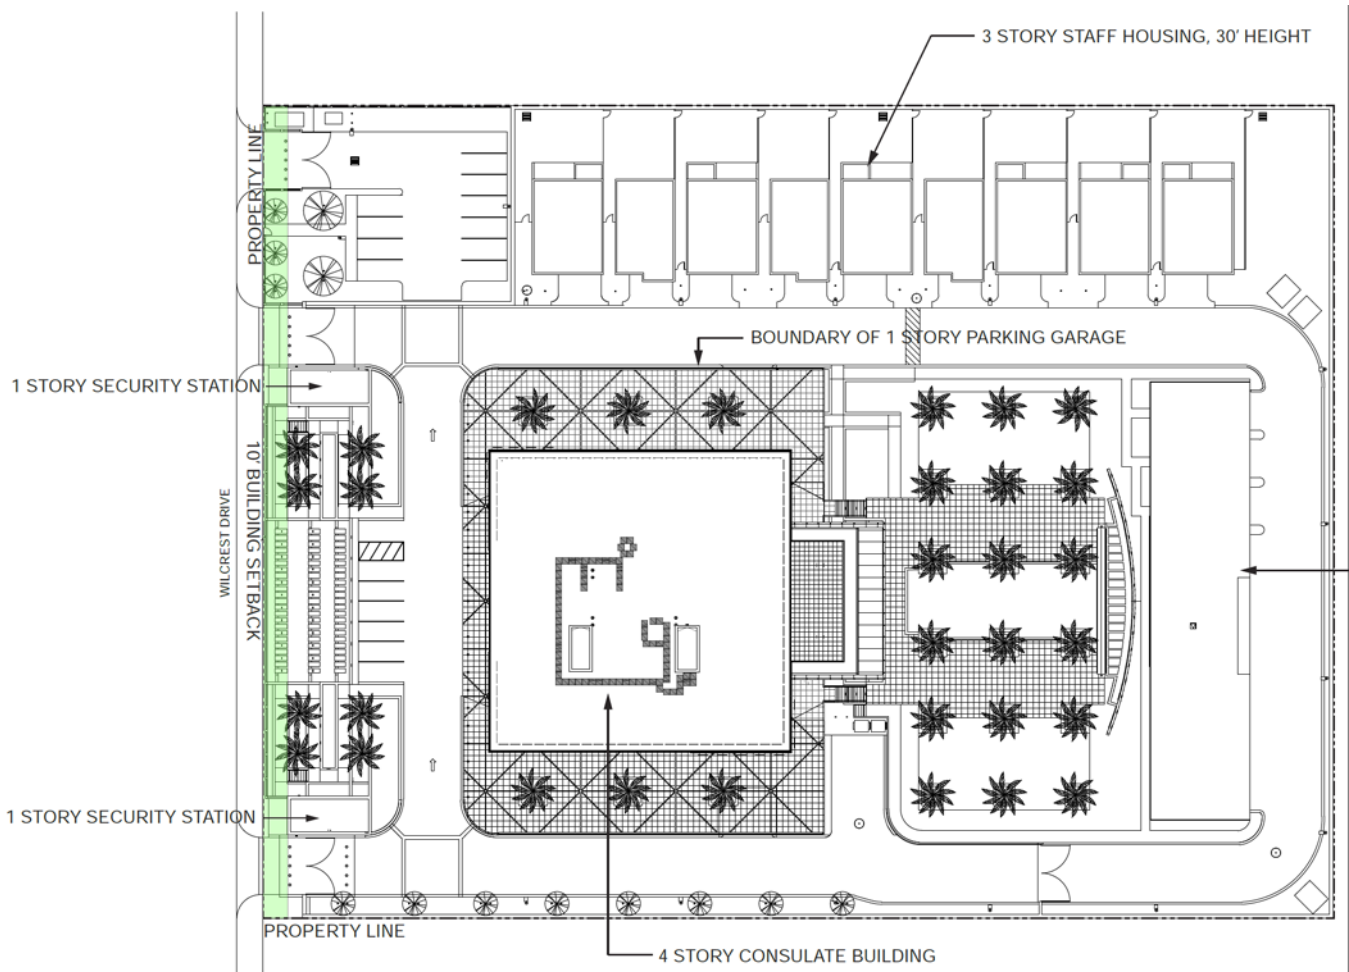 3 STORY STAFF HOUSING, 30' HEIGHT
PROPERTY LINE
BOUNDARY OF 1 STORY PARKING GARAGE
1 STORY SECURITY STATION
10' BUILDING SETBACK
WILCREST DRIVE
1 STORY SECURITY STATION
PROPERTY LINE
4 STORY CONSULATE BUILDING